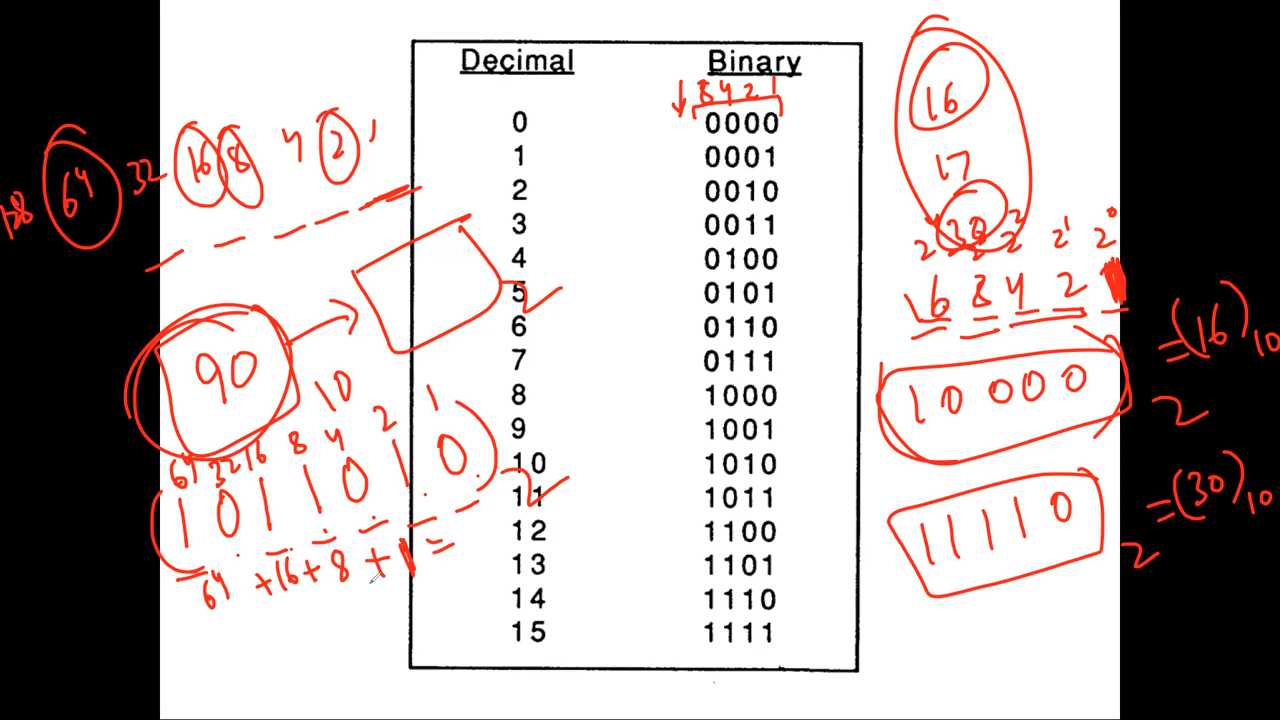 Decimal Binary
8 4 2 1
0 0000
1 0001
2 0010
3 0011
4 0100
5 0101
6 0110
7 0111
8 1000
9 1001
10 1010
11 1011
12 1100
13 1101
14 1110
15 1111
128 64 32 16 8 4 2 1
90
2
10
64 32 16 8 4 2 1
(1 0 1 1 0 1 0)2
64 + 16 + 8 + =
16
17
30
2⁴ 2² 2¹ 2⁰
16 8 4 2
10000 2 = (16)10
11110 2 = (30)10